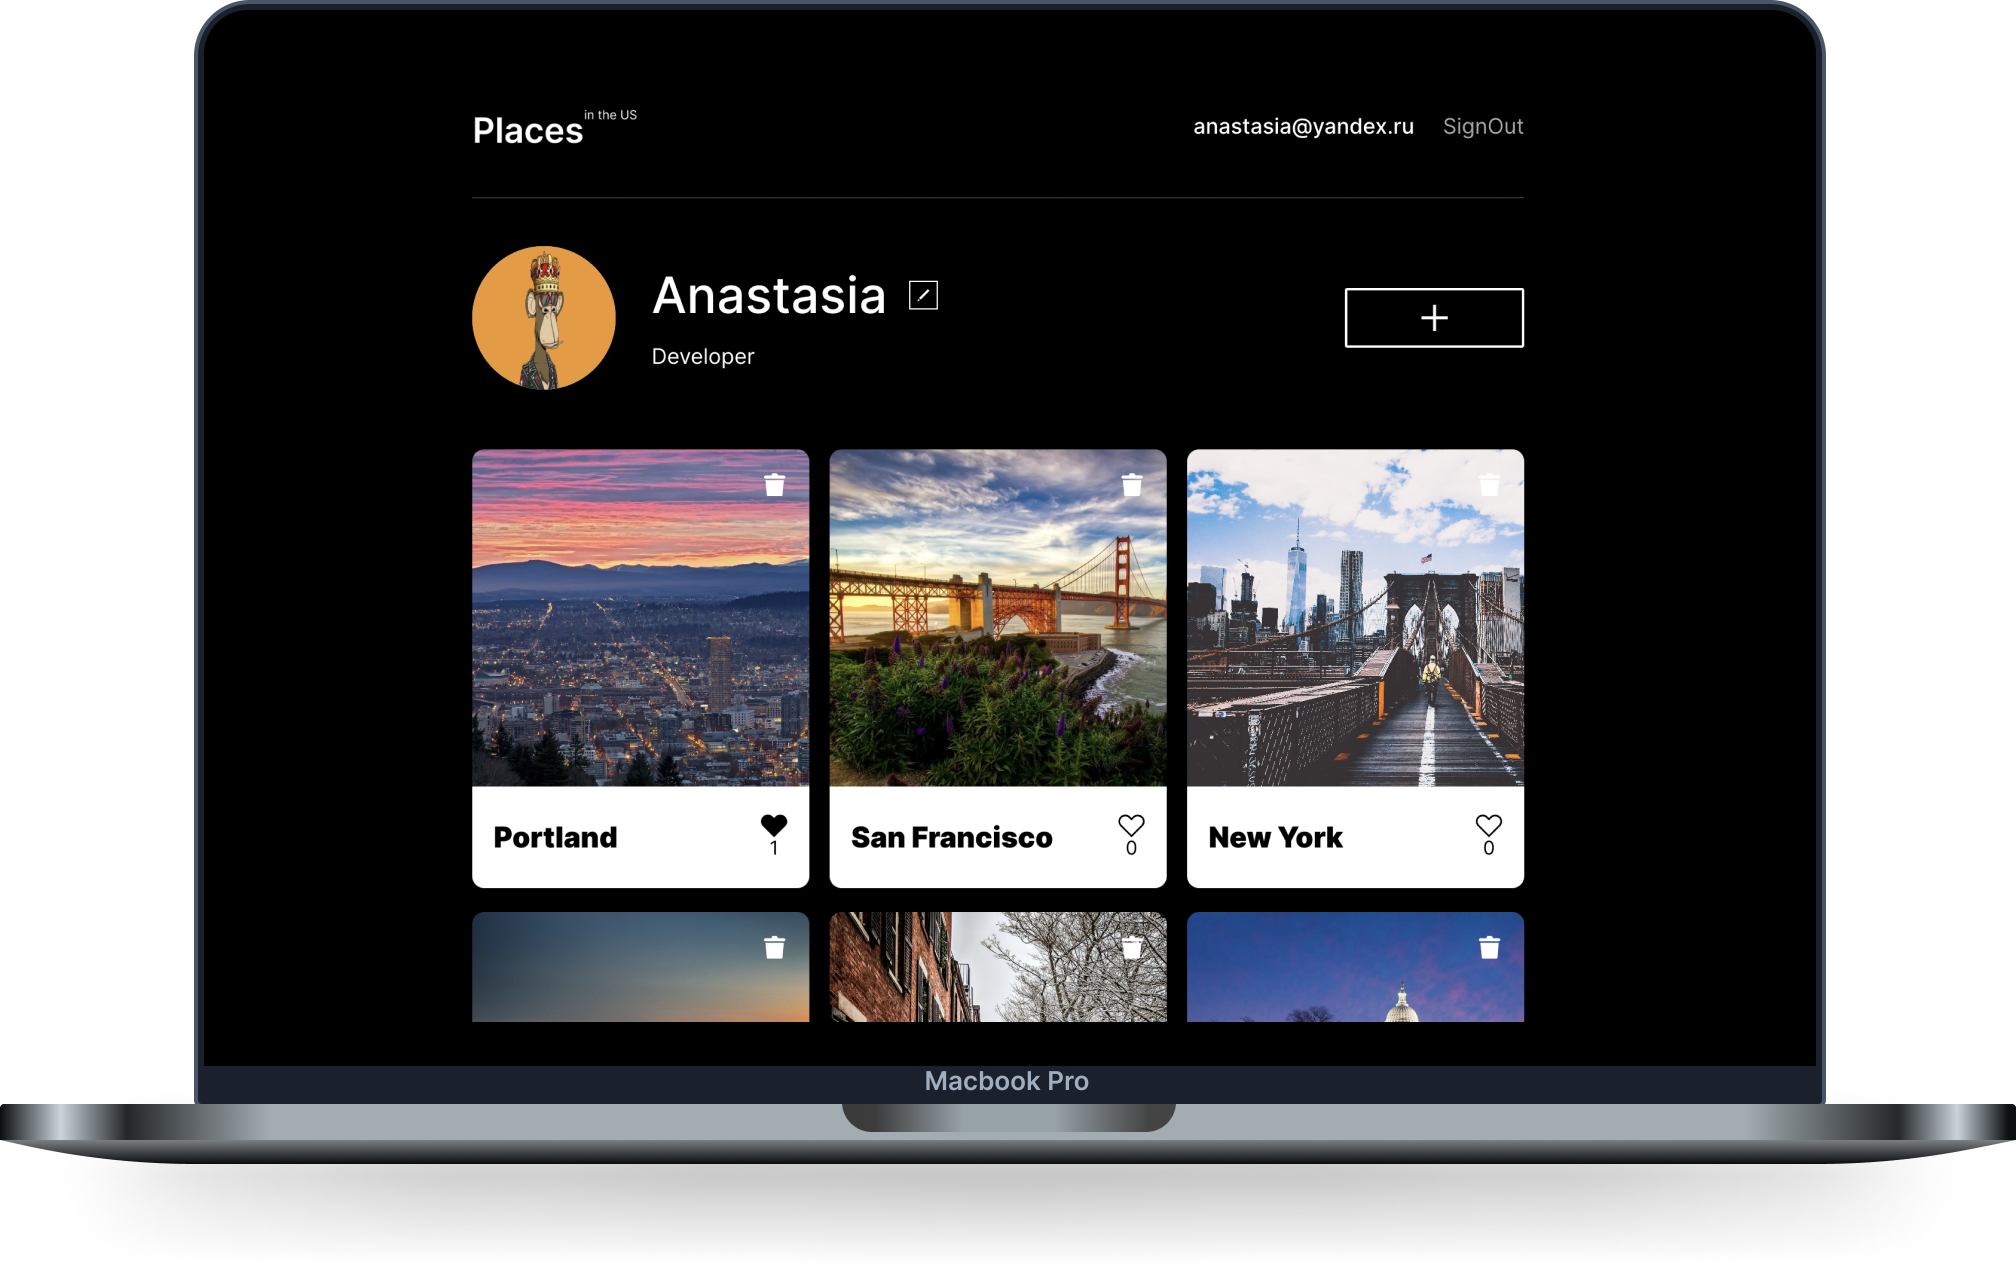 Places in the US
anastasia@yandex.ru SignOut
Anastasia
Developer
Portland
1
San Francisco
0
New York
0
Macbook Pro